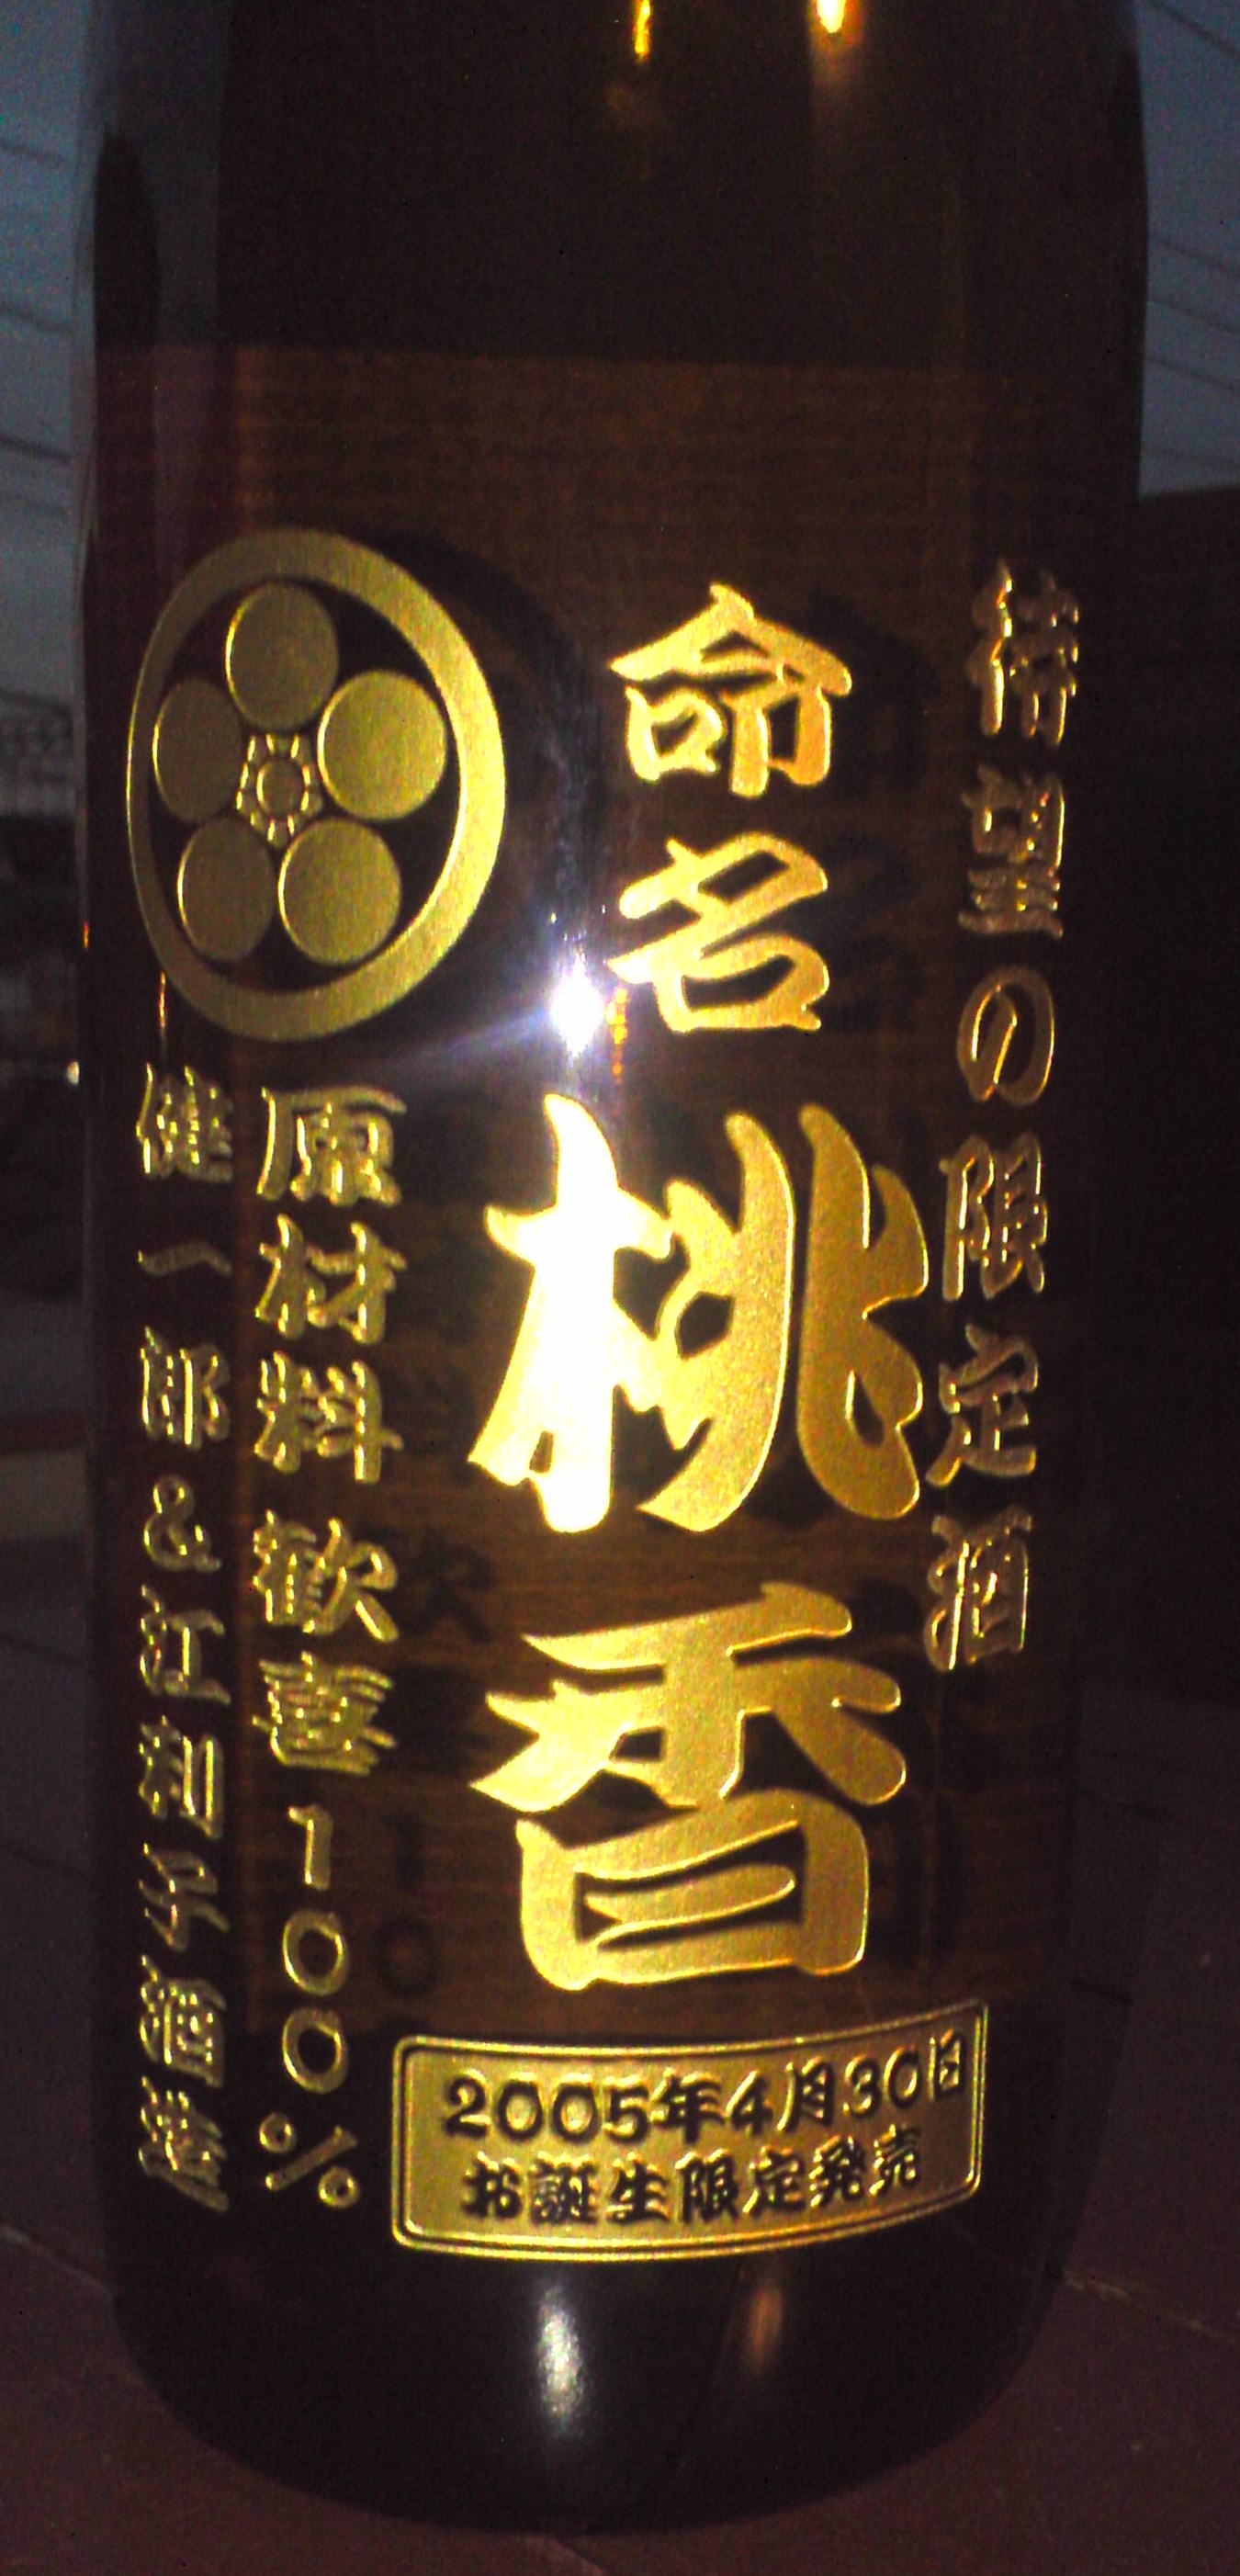 待望の限定酒
命名
桃香
原材料 歓喜100%
健一郎&江利子酒造
2005年4月30日
お誕生限定発売